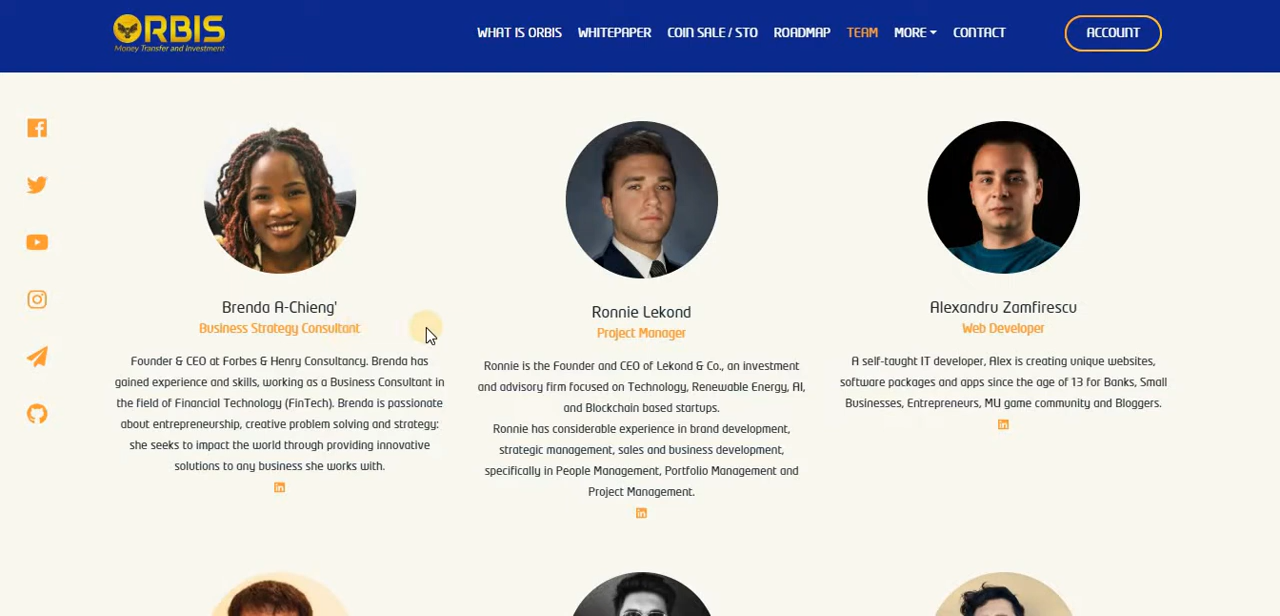 ORBIS
Money Transfer and Investment
WHAT IS ORBIS WHITEPAPER COIN SALE / STO ROADMAP TEAM MORE CONTACT ACCOUNT
Brenda A-Chieng'
Business Strategy Consultant
Founder & CEO at Forbes & Henry Consultancy. Brenda has
gained experience and skills, working as a Business Consultant in
the field of Financial Technology (FinTech). Brenda is passionate
about entrepreneurship, creative problem solving and strategy:
she seeks to impact the world through providing innovative
solutions to any business she works with.
in
Ronnie Lekond
Project Manager
Ronnie is the Founder and CEO of Lekond & Co., an investment
and advisory firm focused on Technology, Renewable Energy, AI,
and Blockchain based startups.
Ronnie has considerable experience in brand development,
strategic management, sales and business development,
specifically in People Management, Portfolio Management and
Project Management.
in
Alexandru Zamfirescu
Web Developer
A self-taught IT developer, Alex is creating unique websites,
software packages and apps since the age of 13 for Banks, Small
Businesses, Entrepreneurs, MU game community and Bloggers.
in